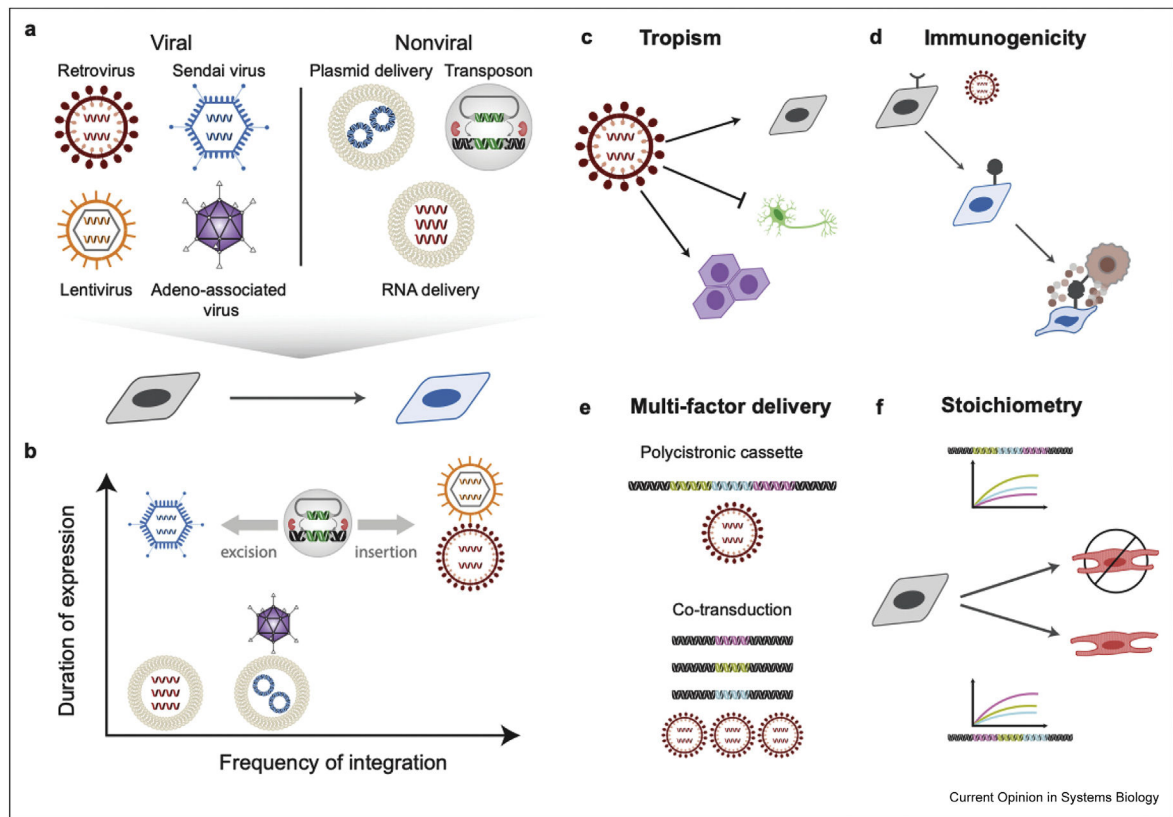 a
Viral
Nonviral
Retrovirus
Sendai virus
Plasmid delivery
Transposon
Lentivirus
Adeno-associated
virus
RNA delivery
b
Duration of expression
excision
insertion
Frequency of integration
c
Tropism
d
Immunogenicity
e
Multi-factor delivery
Polycistronic cassette
Co-transduction
f
Stoichiometry
Current Opinion in Systems Biology